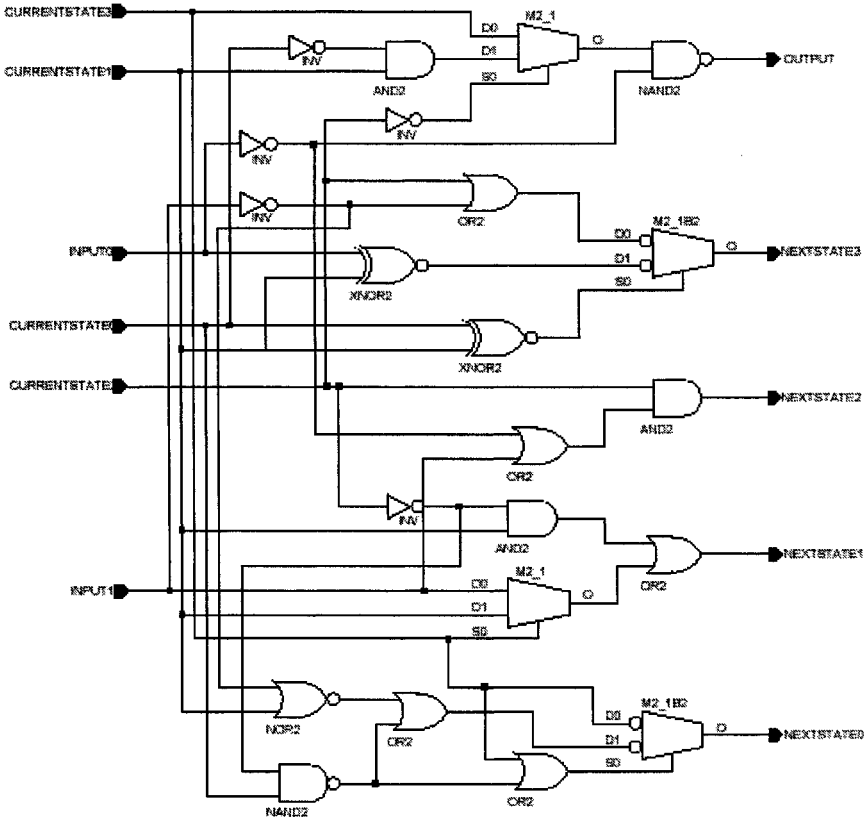 CURRENTSTATE3
M2_1
D0
D1
S0
O
INV
AND2
NAND2
OUTPUT
CURRENTSTATE1
INV
INV
INV
OR2
M2_1B2
D0
D1
S0
O
INPUT0
NEXTSTATE3
XNOR2
CURRENTSTATE0
XNOR2
CURRENTSTATE2
NEXTSTATE2
AND2
OR2
INV
AND2
NEXTSTATE1
OR2
M2_1
INPUT1
D0
D1
S0
O
NOR2
OR2
M2_1B2
D0
D1
S0
O
NEXTSTATE0
OR2
NAND2